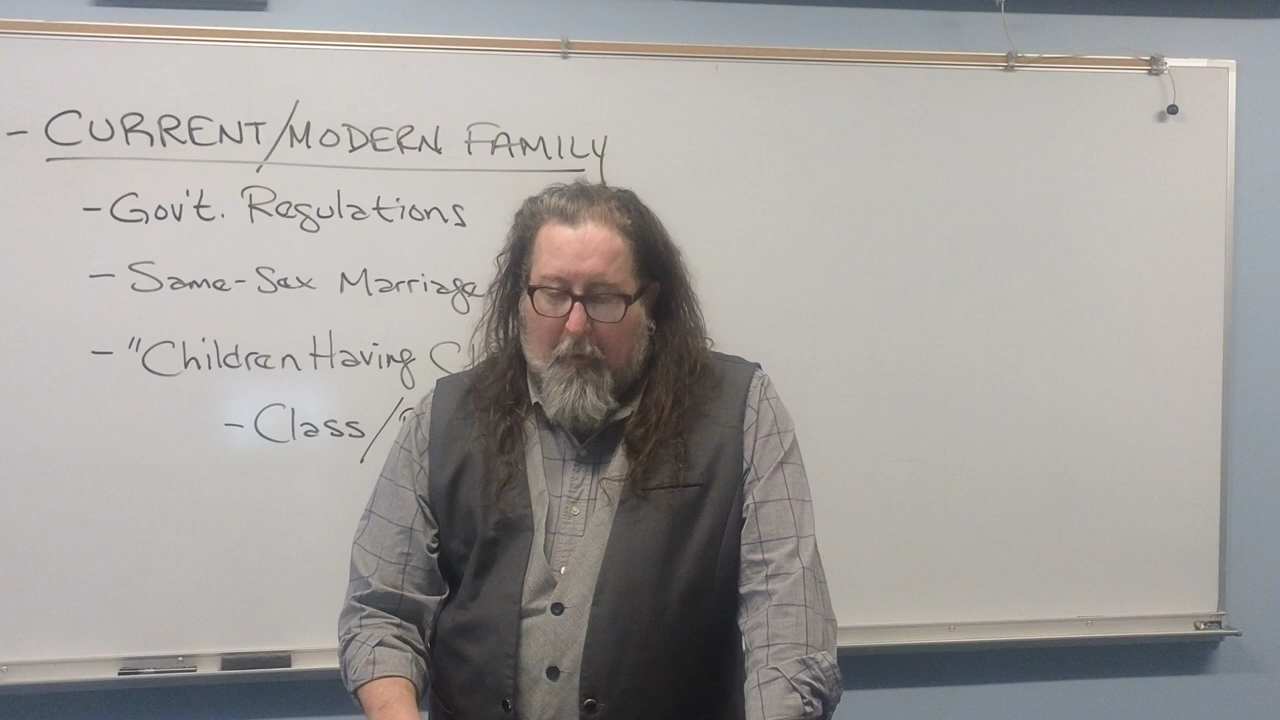 - CURRENT/MODERN FAMILY
- Gov't. Regulations
- Same-Sex Marriage
- "Children Having
- Class/